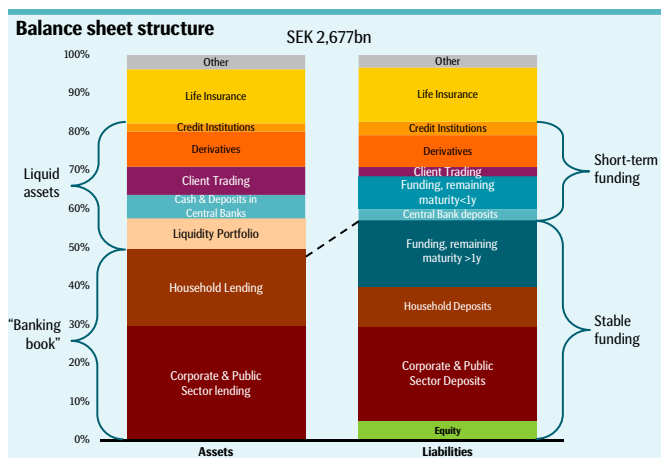 Balance sheet structure
SEK 2,677bn
100%
90%
80%
70%
60%
50%
40%
30%
20%
10%
0%
Liquid
assets
"Banking
book"
Other
Life Insurance
Credit Institutions
Derivatives
Client Trading
Cash & Deposits in
Central Banks
Liquidity Portfolio
Household Lending
Corporate & Public
Sector lending
Assets
Other
Life Insurance
Credit Institutions
Derivatives
Client Trading
Funding, remaining
maturity<1y
Central Bank deposits
Funding, remaining
maturity >1y
Household Deposits
Corporate & Public
Sector Deposits
Equity
Liabilities
Short-term
funding
Stable
funding